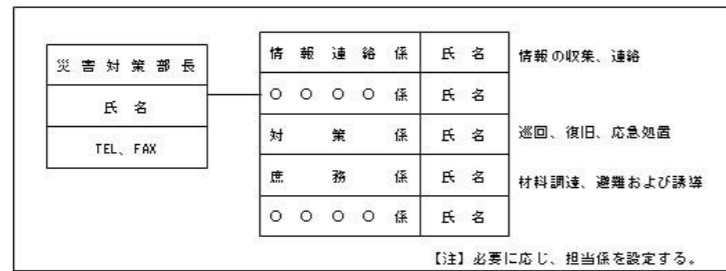 災害対策部長
氏名
TEL、FAX
情報連絡係 氏名 情報の収集、連絡
○○○○係 氏名
対策係 氏名 巡回、復旧、応急処置
庶務係 氏名 材料調達、避難および誘導
○○○○係 氏名
【注】必要に応じ、担当係を設定する。